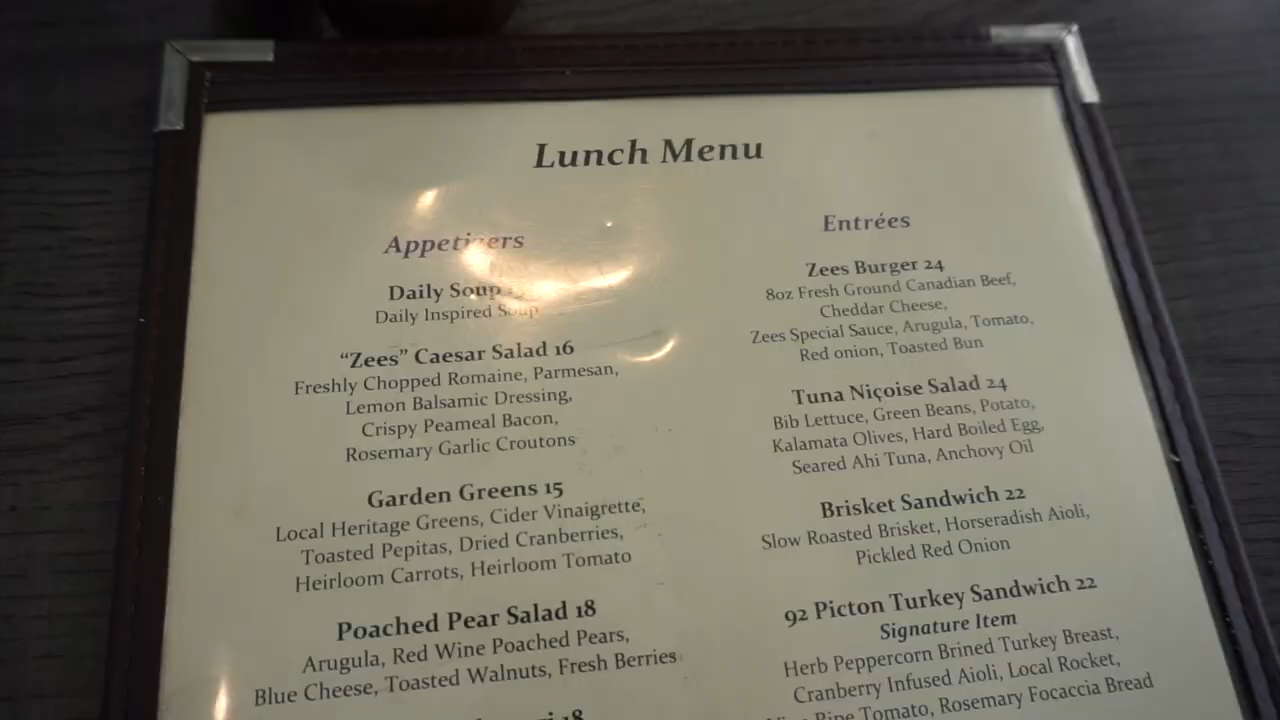 Lunch Menu
Appetizers
Daily Soup
Daily Inspired Soup
“Zees” Caesar Salad 16
Freshly Chopped Romaine, Parmesan,
Lemon Balsamic Dressing,
Crispy Peameal Bacon,
Rosemary Garlic Croutons
Garden Greens 15
Local Heritage Greens, Cider Vinaigrette,
Toasted Pepitas, Dried Cranberries,
Heirloom Carrots, Heirloom Tomato
Poached Pear Salad 18
Arugula, Red Wine Poached Pears,
Blue Cheese, Toasted Walnuts, Fresh Berries
18
Entrées
Zees Burger 24
8oz Fresh Ground Canadian Beef,
Cheddar Cheese,
Zees Special Sauce, Arugula, Tomato,
Red onion, Toasted Bun
Tuna Niçoise Salad 24
Bib Lettuce, Green Beans, Potato,
Kalamata Olives, Hard Boiled Egg,
Seared Ahi Tuna, Anchovy Oil
Brisket Sandwich 22
Slow Roasted Brisket, Horseradish Aioli,
Pickled Red Onion
92 Picton Turkey Sandwich 22
Signature Item
Herb Peppercorn Brined Turkey Breast,
Cranberry Infused Aioli, Local Rocket,
Ripe Tomato, Rosemary Focaccia Bread